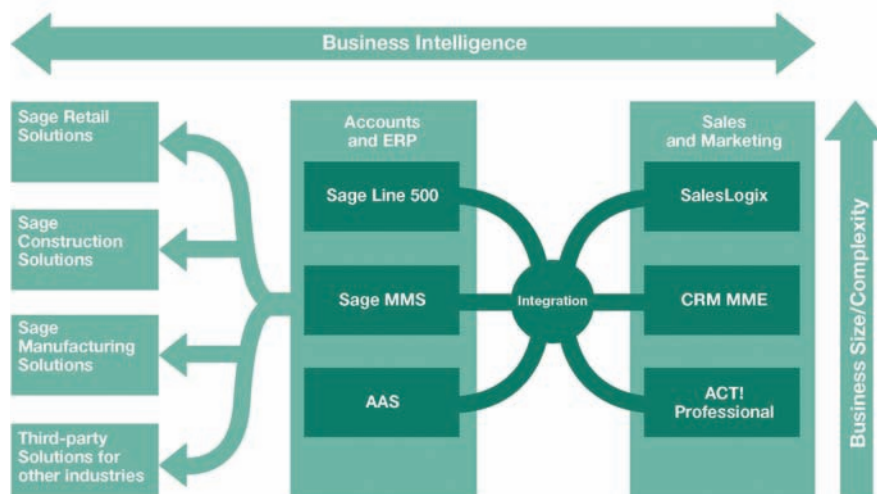 Business Intelligence
Sage Retail
Solutions
Sage
Construction
Solutions
Sage
Manufacturing
Solutions
Third-party
Solutions for
other industries
Accounts
and ERP
Sage Line 500
Sage MMS
AAS
Integration
Sales
and Marketing
SalesLogix
CRM MME
ACT!
Professional
Business Size/Complexity